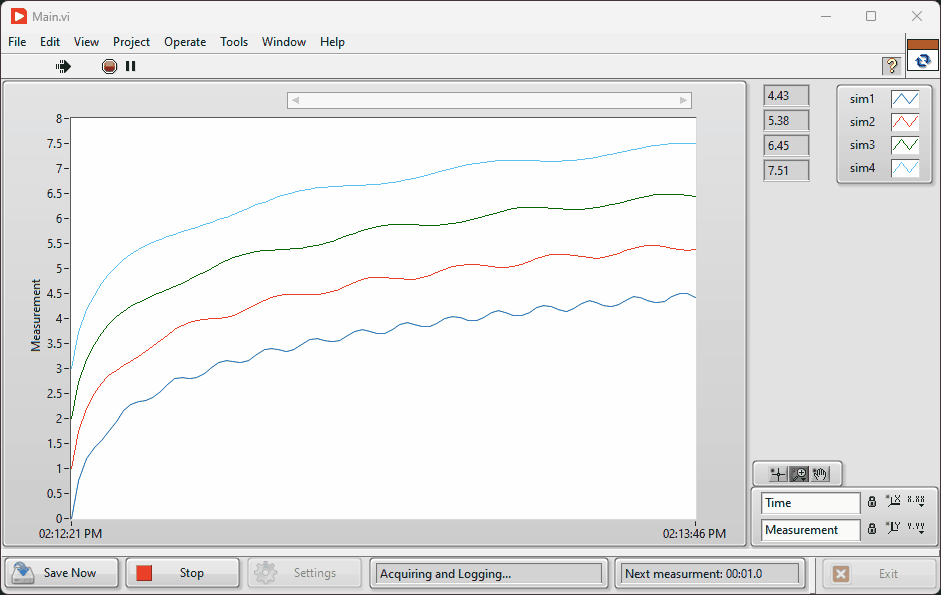 Main.vi
File Edit View Project Operate Tools Window Help
?
4.43
5.38
6.45
7.51
sim1
sim2
sim3
sim4
8
7.5
7
6.5
6
5.5
5
4.5
4
3.5
3
2.5
2
1.5
1
0.5
0
Measurement
02:12:21 PM
02:13:46 PM
Time
X.XX
Measurement
Y.YY
Save Now
Stop
Settings
Acquiring and Logging...
Next measurment: 00:01.0
Exit